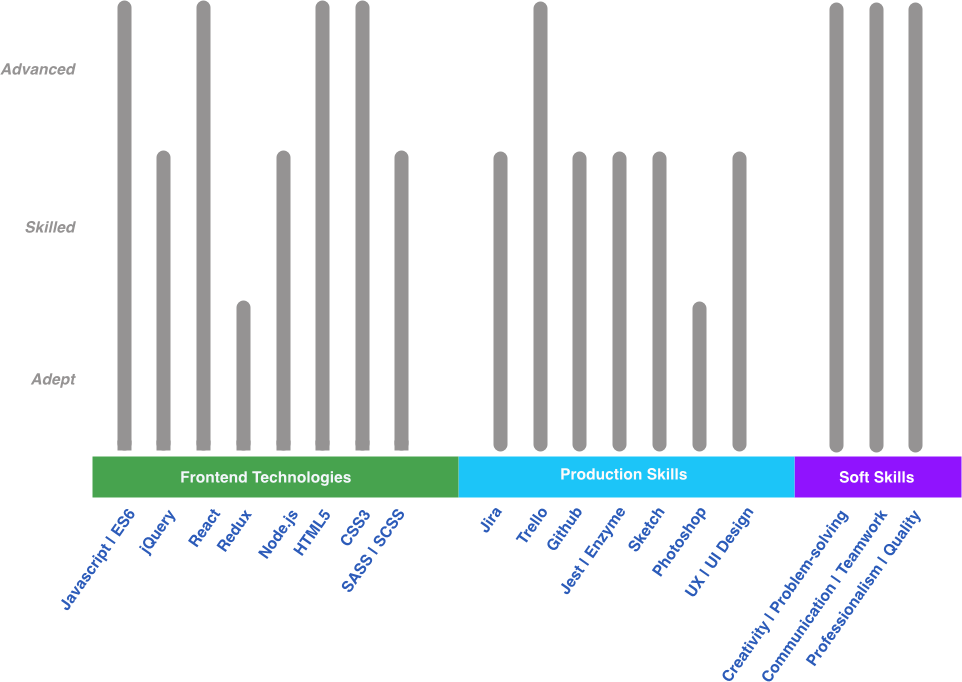 Advanced
Skilled
Adept
Frontend Technologies
Production Skills
Soft Skills
Javascript | ES6
jQuery
React
Redux
Node.js
HTML5
CSS3
SASS | SCSS
Jira
Trello
Github
Jest | Enzyme
Sketch
Photoshop
UX | UI Design
Creativity | Problem-solving
Communication | Teamwork
Professionalism | Quality